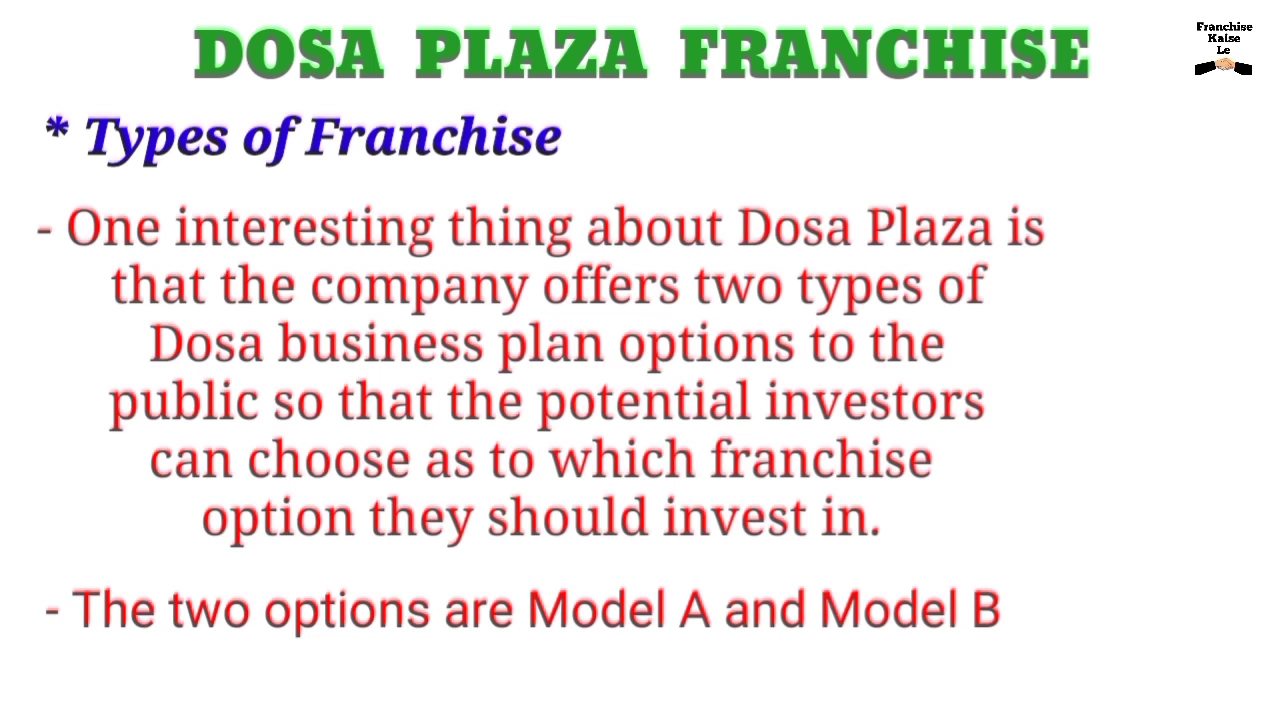 DOSA PLAZA FRANCHISE
Franchise
Kaise
Le
* Types of Franchise
- One interesting thing about Dosa Plaza is
that the company offers two types of
Dosa business plan options to the
public so that the potential investors
can choose as to which franchise
option they should invest in.
- The two options are Model A and Model B